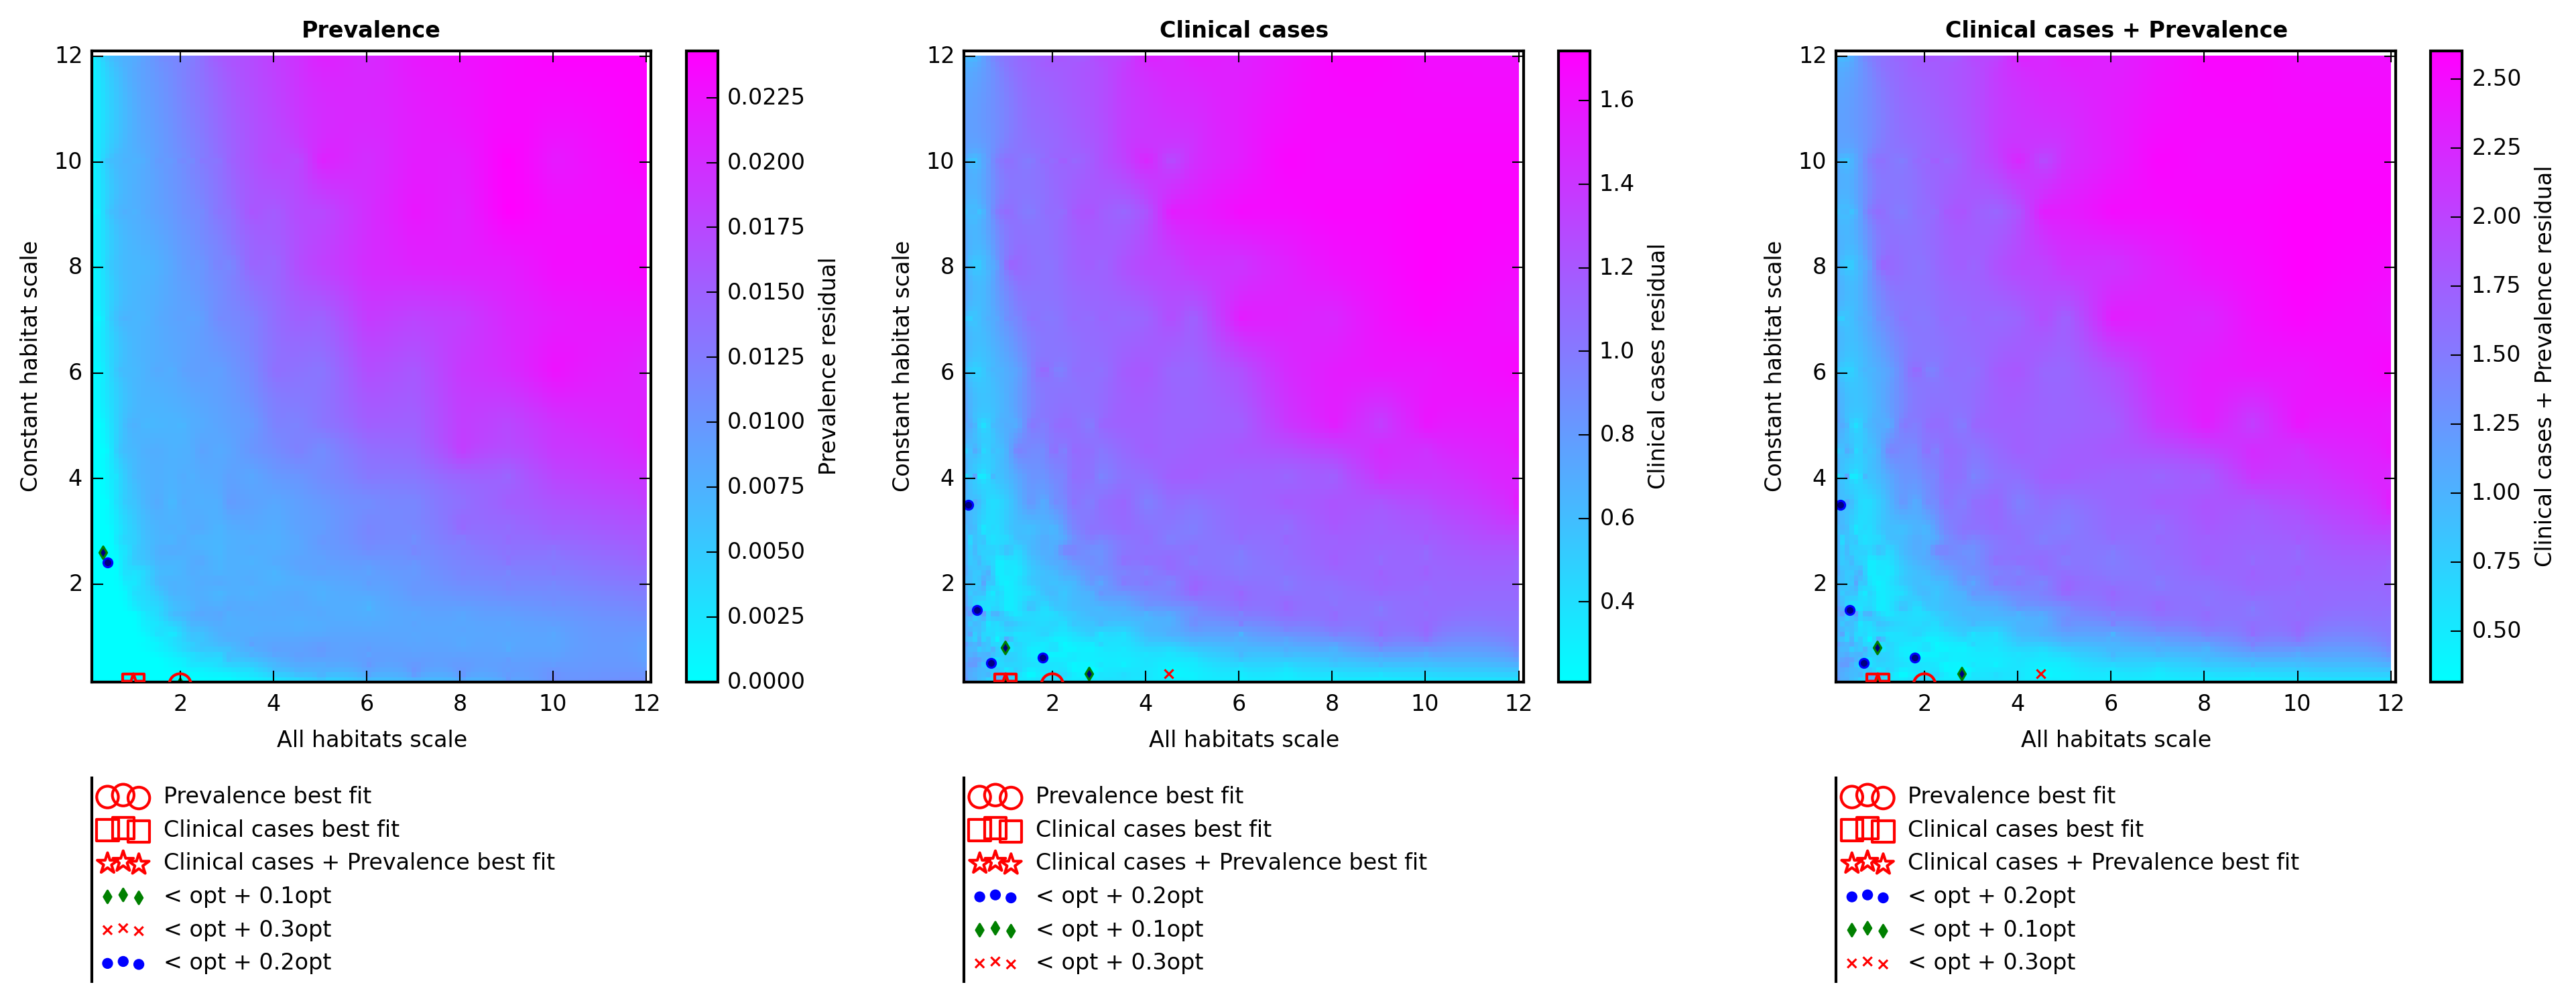 Prevalence
12
10
8
6
4
2
2 4 6 8 10 12
Constant habitat scale
All habitats scale
0.0225
0.0200
0.0175
0.0150
0.0125
0.0100
0.0075
0.0050
0.0025
0.0000
Prevalence residual
Prevalence best fit
Clinical cases best fit
Clinical cases + Prevalence best fit
< opt + 0.1opt
< opt + 0.3opt
< opt + 0.2opt
Clinical cases
12
10
8
6
4
2
2 4 6 8 10 12
Constant habitat scale
All habitats scale
1.6
1.4
1.2
1.0
0.8
0.6
0.4
Clinical cases residual
Prevalence best fit
Clinical cases best fit
Clinical cases + Prevalence best fit
< opt + 0.2opt
< opt + 0.1opt
< opt + 0.3opt
Clinical cases + Prevalence
12
10
8
6
4
2
2 4 6 8 10 12
Constant habitat scale
All habitats scale
2.50
2.25
2.00
1.75
1.50
1.25
1.00
0.75
0.50
Clinical cases + Prevalence residual
Prevalence best fit
Clinical cases best fit
Clinical cases + Prevalence best fit
< opt + 0.2opt
< opt + 0.1opt
< opt + 0.3opt